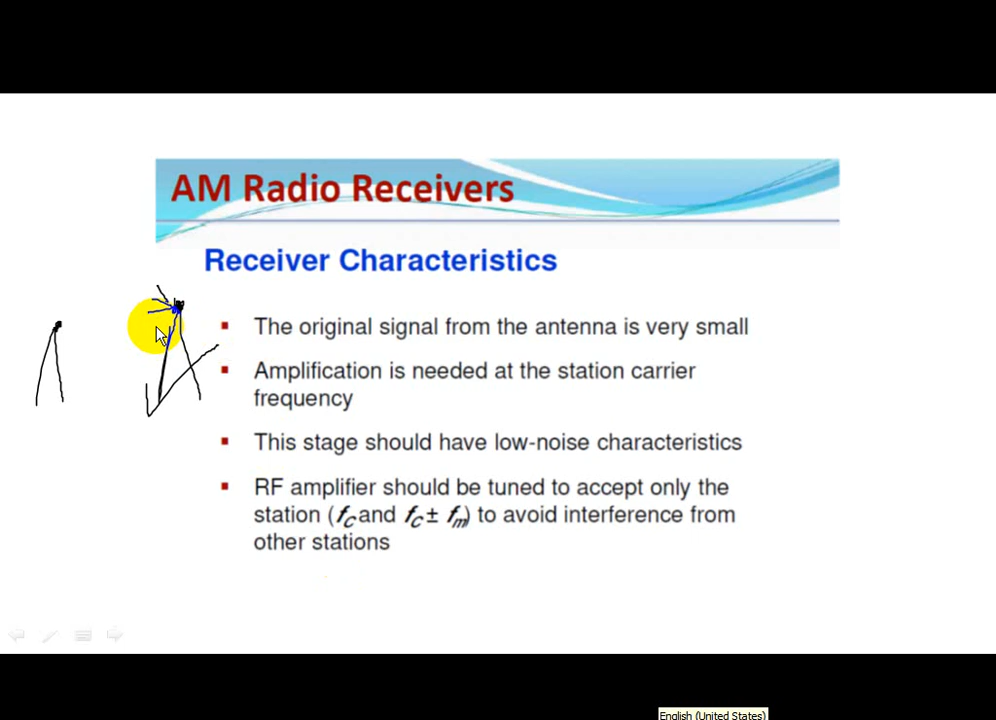 AM Radio Receivers
Receiver Characteristics
▪ The original signal from the antenna is very small
▪ Amplification is needed at the station carrier
frequency
▪ This stage should have low-noise characteristics
▪ RF amplifier should be tuned to accept only the
station (fC and fC ± fm) to avoid interference from
other stations
English (United States)